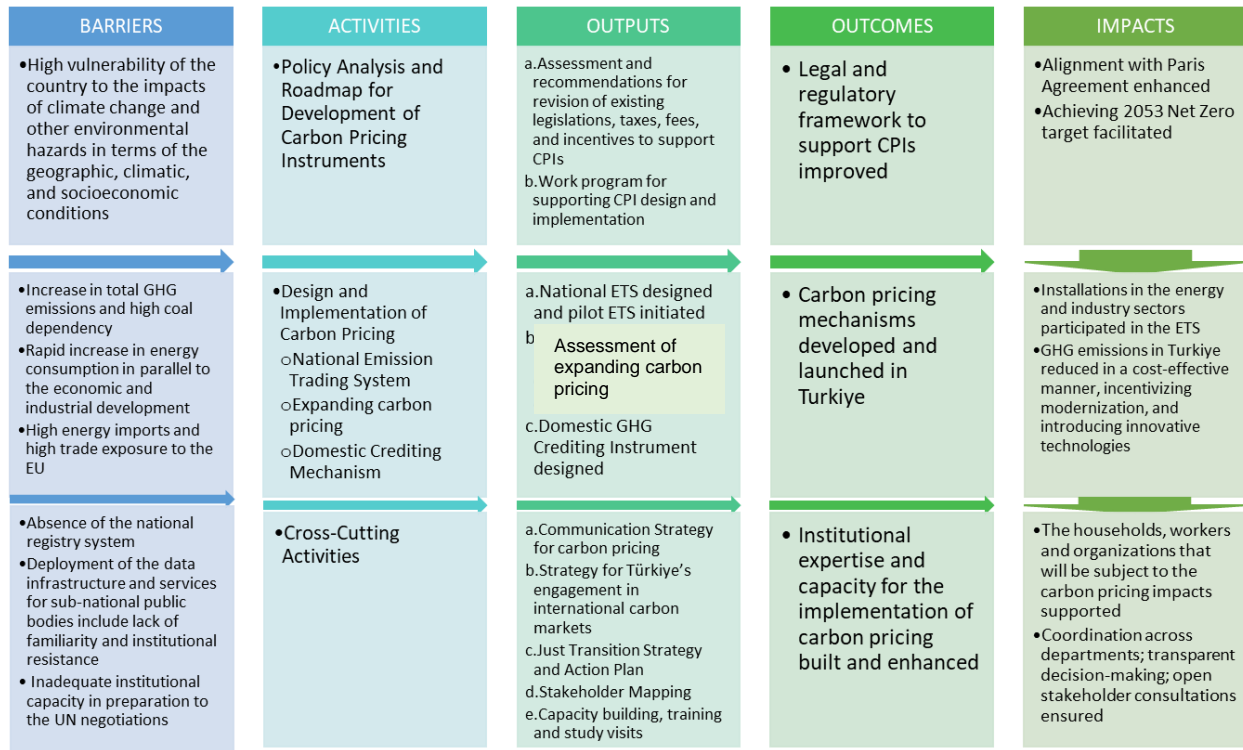 BARRIERS
•High vulnerability of the
country to the impacts
of climate change and
other environmental
hazards in terms of the
geographic, climatic,
and socioeconomic
conditions
•Increase in total GHG
emissions and high coal
dependency
•Rapid increase in energy
consumption in parallel to
the economic and
industrial development
•High energy imports and
high trade exposure to the
EU
•Absence of the national
registry system
•Deployment of the data
infrastructure and services
for sub-national public
bodies include lack of
familiarity and institutional
resistance
• Inadequate institutional
capacity in preparation to
the UN negotiations
ACTIVITIES
•Policy Analysis and
Roadmap for
Development of
Carbon Pricing
Instruments
•Design and
Implementation of
Carbon Pricing
oNational Emission
Trading System
oExpanding carbon
pricing
oDomestic Crediting
Mechanism
•Cross-Cutting
Activities
OUTPUTS
a.Assessment and
recommendations for
revision of existing
legislations, taxes, fees,
and incentives to support
CPIs
b.Work program for
supporting CPI design and
implementation
a.National ETS designed
and pilot ETS initiated
b
Assessment of
expanding carbon
pricing
c.Domestic GHG
Crediting Instrument
designed
a.Communication Strategy
for carbon pricing
b.Strategy for Türkiye's
engagement in
international carbon
markets
c.Just Transition Strategy
and Action Plan
d.Stakeholder Mapping
e.Capacity building, training
and study visits
OUTCOMES
• Legal and
regulatory
framework to
support CPIs
improved
• Carbon pricing
mechanisms
developed and
launched in
Turkiye
• Institutional
expertise and
capacity for the
implementation of
carbon pricing
built and enhanced
IMPACTS
•Alignment with Paris
Agreement enhanced
•Achieving 2053 Net Zero
target facilitated
•Installations in the energy
and industry sectors
participated in the ETS
•GHG emissions in Turkiye
reduced in a cost-effective
manner, incentivizing
modernization, and
introducing innovative
technologies
•The households, workers
and organizations that
will be subject to the
carbon pricing impacts
supported
•Coordination across
departments; transparent
decision-making; open
stakeholder consultations
ensured